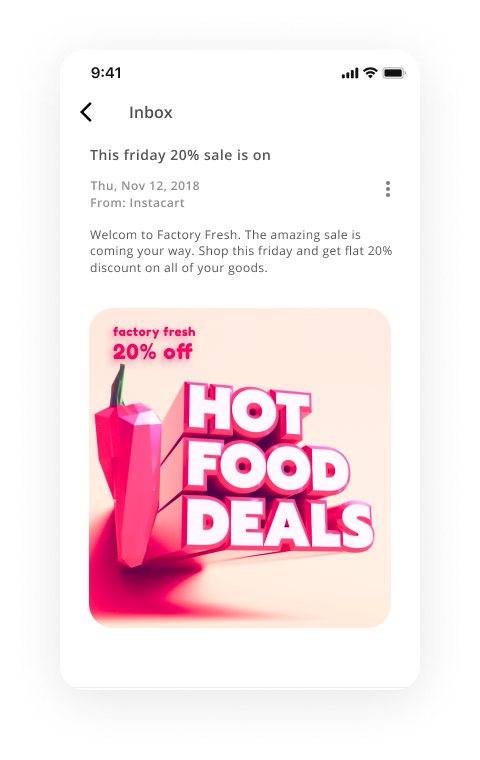 9:41
Inbox
This friday 20% sale is on
Thu, Nov 12, 2018
From: Instacart
Welcom to Factory Fresh. The amazing sale is
coming your way. Shop this friday and get flat 20%
discount on all of your goods.
factory fresh
20% off
HOT
FOOD
DEALS